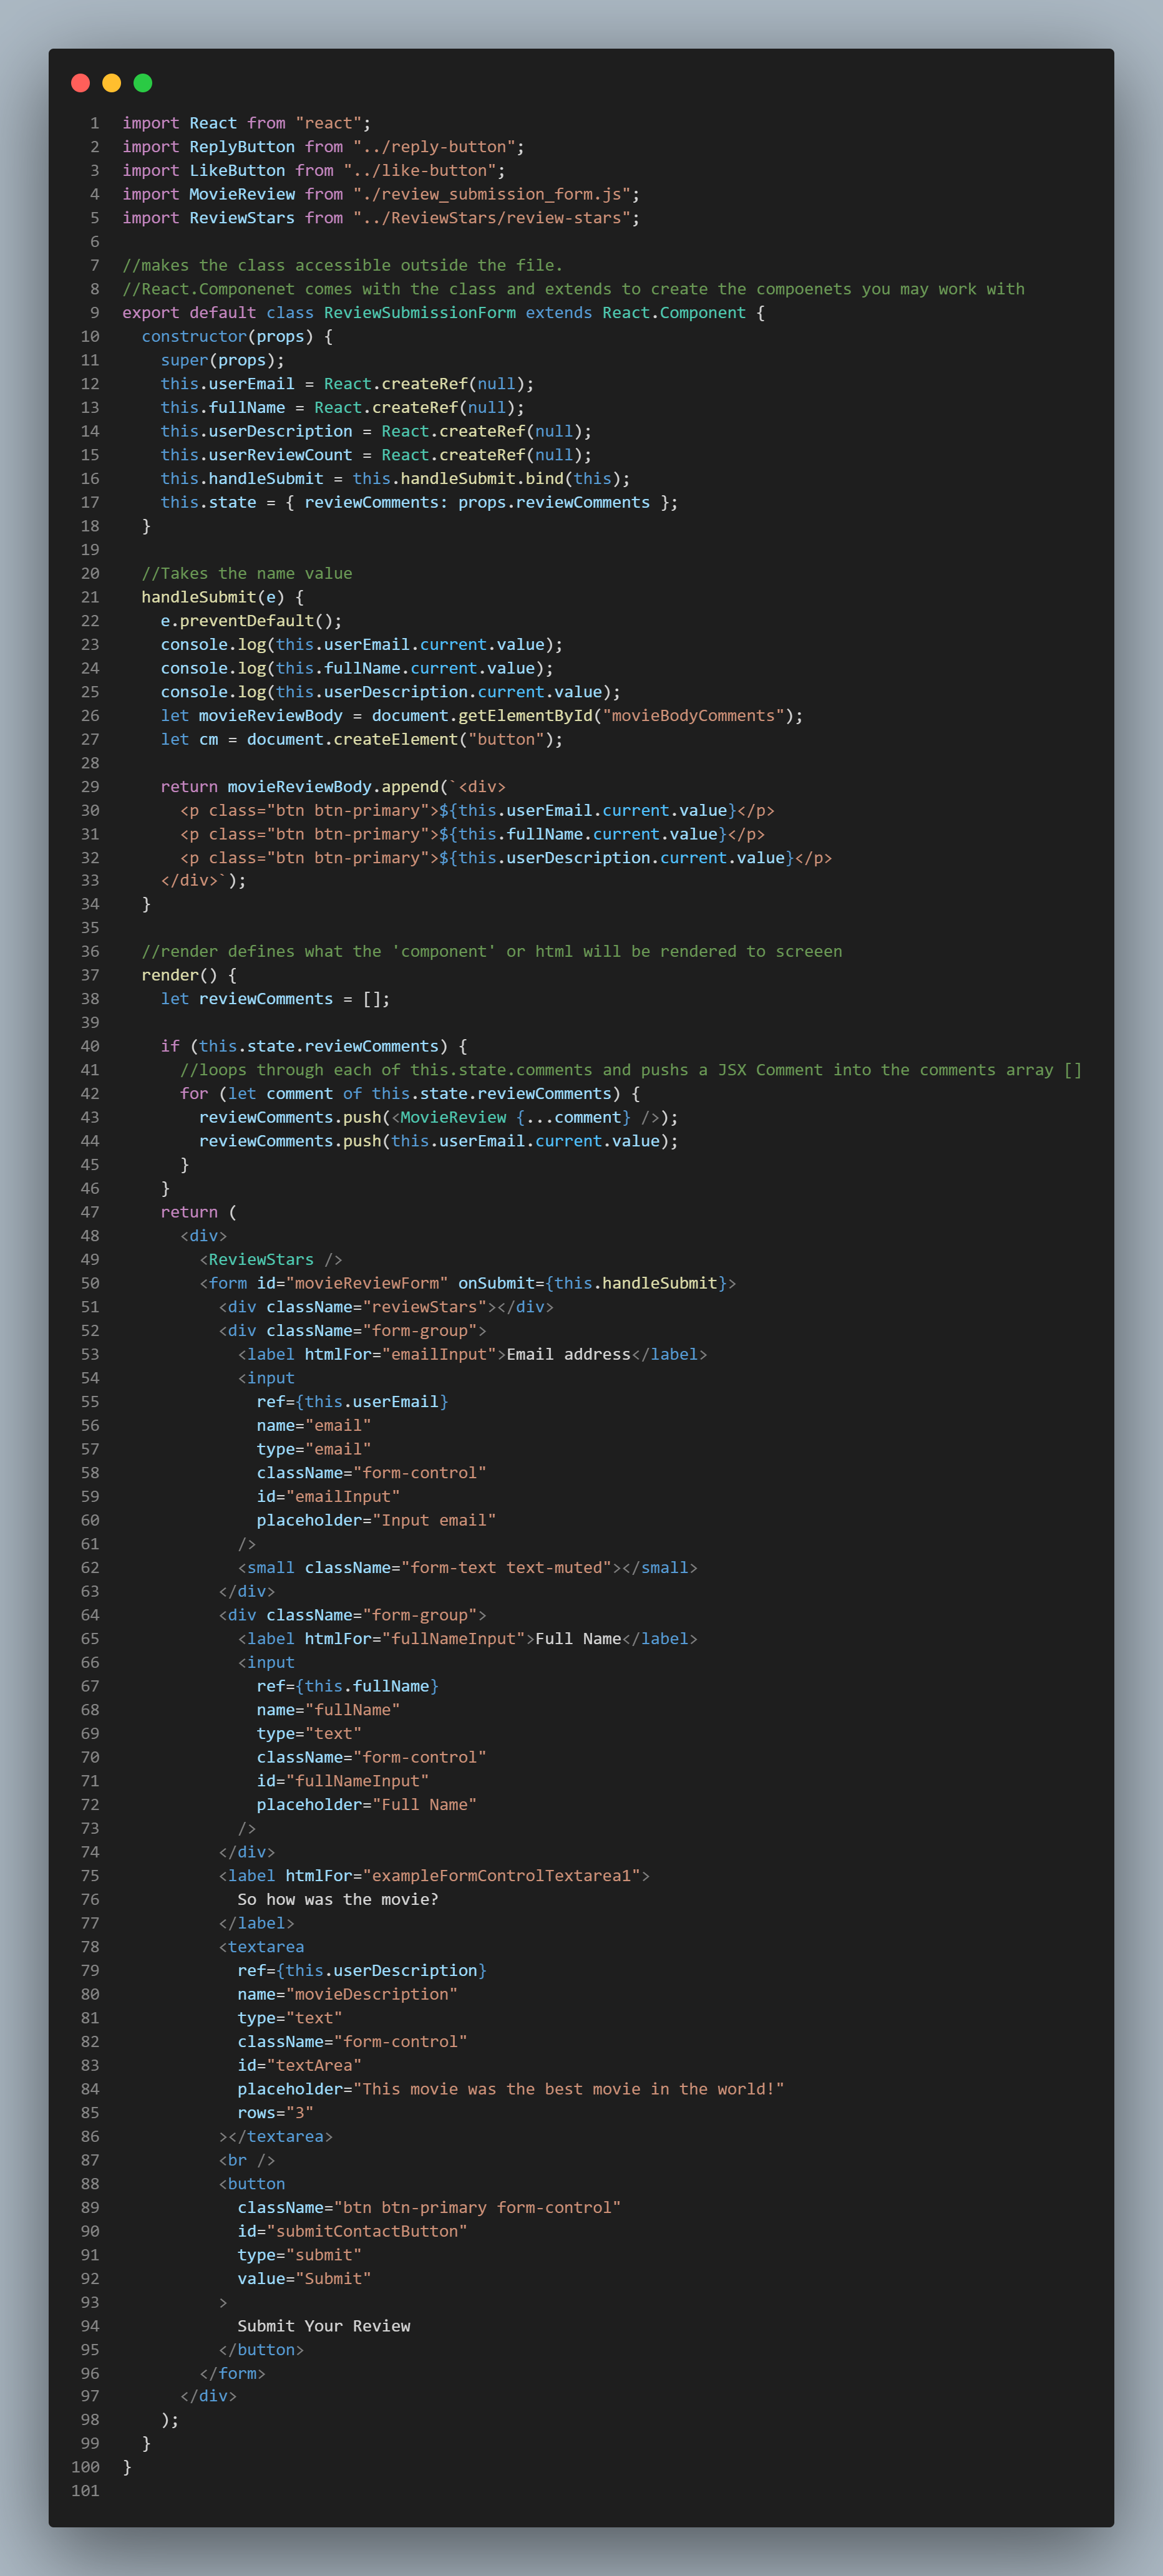 1 import React from "react";
2 import ReplyButton from "../reply-button";
3 import LikeButton from "../like-button";
4 import MovieReview from "./review_submission_form.js";
5 import ReviewStars from "../ReviewStars/review-stars";
6
7 //makes the class accessible outside the file.
8 //React.Componenet comes with the class and extends to create the compoenets you may work with
9 export default class ReviewSubmissionForm extends React.Component {
10   constructor(props) {
11     super(props);
12     this.userEmail = React.createRef(null);
13     this.fullName = React.createRef(null);
14     this.userDescription = React.createRef(null);
15     this.userReviewCount = React.createRef(null);
16     this.handleSubmit = this.handleSubmit.bind(this);
17     this.state = { reviewComments: props.reviewComments };
18   }
19
20   //Takes the name value
21   handleSubmit(e) {
22     e.preventDefault();
23     console.log(this.userEmail.current.value);
24     console.log(this.fullName.current.value);
25     console.log(this.userDescription.current.value);
26     let movieReviewBody = document.getElementById("movieBodyComments");
27     let cm = document.createElement("button");
28
29     return movieReviewBody.append(`<div>
30       <p class="btn btn-primary">${this.userEmail.current.value}</p>
31       <p class="btn btn-primary">${this.fullName.current.value}</p>
32       <p class="btn btn-primary">${this.userDescription.current.value}</p>
33     </div>`);
34   }
35
36   //render defines what the 'component' or html will be rendered to screeen
37   render() {
38     let reviewComments = [];
39
40     if (this.state.reviewComments) {
41       //loops through each of this.state.comments and pushs a JSX Comment into the comments array []
42       for (let comment of this.state.reviewComments) {
43         reviewComments.push(<MovieReview {...comment} />);
44         reviewComments.push(this.userEmail.current.value);
45       }
46     }
47     return (
48       <div>
49         <ReviewStars />
50         <form id="movieReviewForm" onSubmit={this.handleSubmit}>
51           <div className="reviewStars"></div>
52           <div className="form-group">
53             <label htmlFor="emailInput">Email address</label>
54             <input
55               ref={this.userEmail}
56               name="email"
57               type="email"
58               className="form-control"
59               id="emailInput"
60               placeholder="Input email"
61             />
62             <small className="form-text text-muted"></small>
63           </div>
64           <div className="form-group">
65             <label htmlFor="fullNameInput">Full Name</label>
66             <input
67               ref={this.fullName}
68               name="fullName"
69               type="text"
70               className="form-control"
71               id="fullNameInput"
72               placeholder="Full Name"
73             />
74           </div>
75           <label htmlFor="exampleFormControlTextarea1">
76             So how was the movie?
77           </label>
78           <textarea
79             ref={this.userDescription}
80             name="movieDescription"
81             type="text"
82             className="form-control"
83             id="textArea"
84             placeholder="This movie was the best movie in the world!"
85             rows="3"
86           ></textarea>
87           <br />
88           <button
89             className="btn btn-primary form-control"
90             id="submitContactButton"
91             type="submit"
92             value="Submit"
93           >
94             Submit Your Review
95           </button>
96         </form>
97       </div>
98     );
99   }
100 }
101